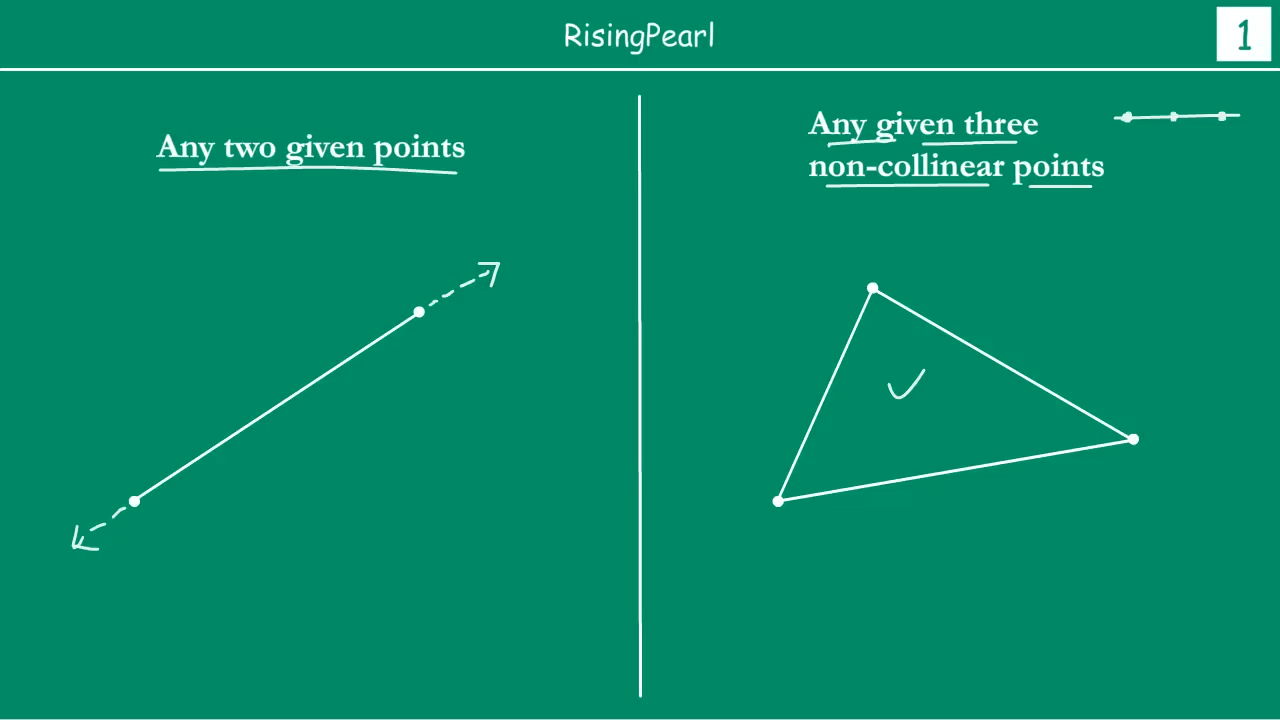 RisingPearl
1
Any two given points
Any given three
non-collinear points